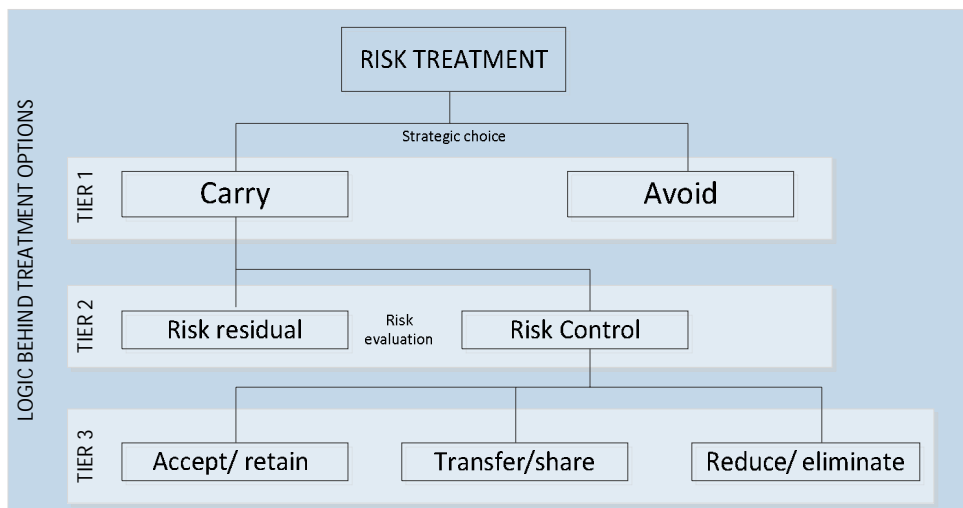 LOGIC BEHIND TREATMENT OPTIONS
RISK TREATMENT
Strategic choice
TIER 1
Carry
Avoid
TIER 2
Risk residual
Risk
evaluation
Risk Control
TIER 3
Accept/ retain
Transfer/share
Reduce/ eliminate